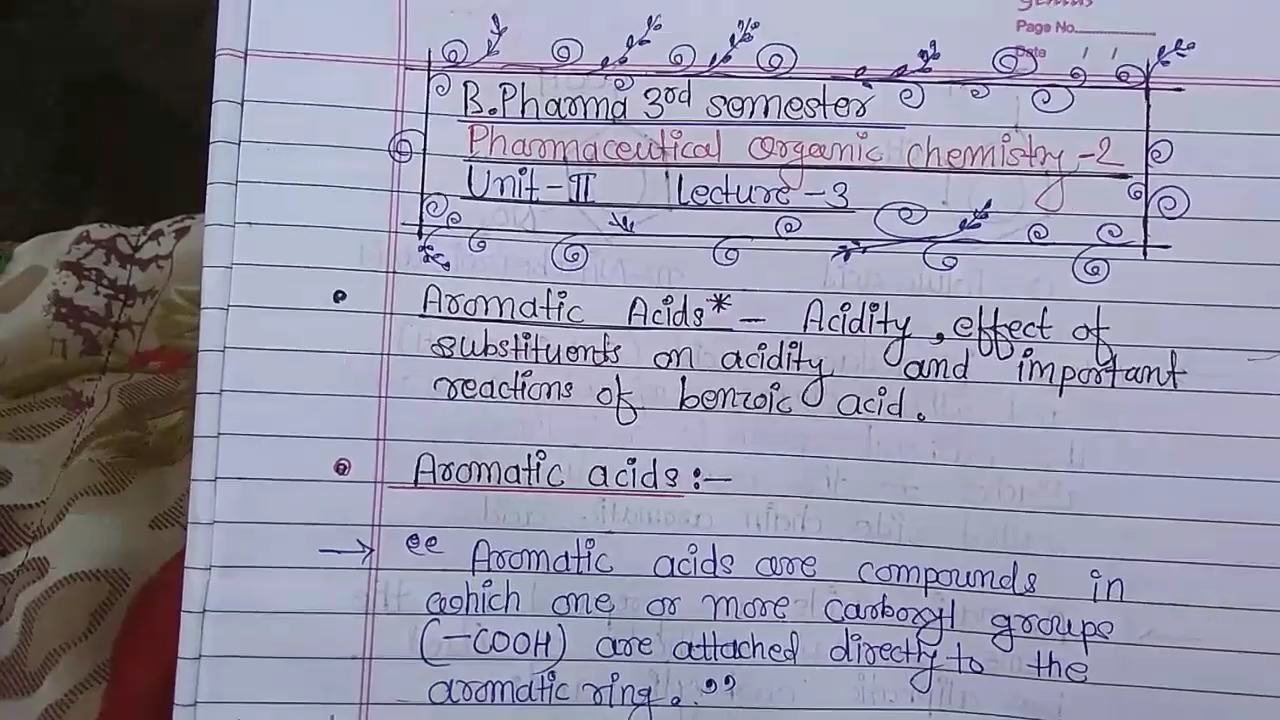 Page No.
Date
B.Pharma 3rd semester
Pharmaceutical Organic chemistry-2
Unit-II Lecture-3
Aromatic Acids* - Acidity, effect of
substituents on acidity and important
reactions of benzoic acid.
Aromatic acids:-
→ " Aromatic acids are compounds in
which one or more carboxyl groups
(-COOH) are attached directly to the
aromatic ring."